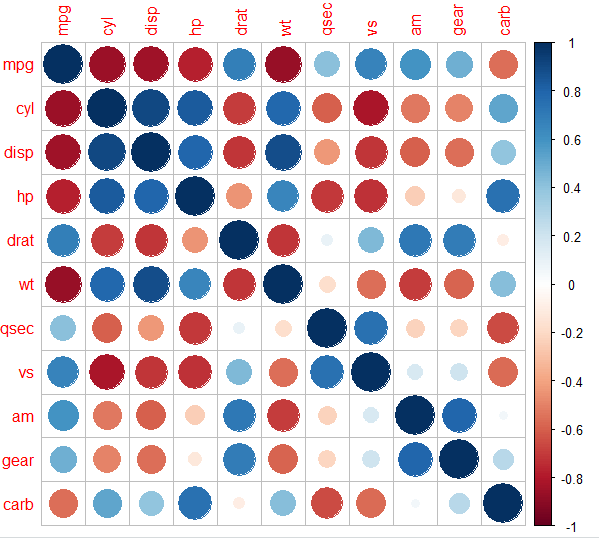 mpg cyl disp hp drat wt qsec vs am gear carb
mpg
cyl
disp
hp
drat
wt
qsec
vs
am
gear
carb
1
0.8
0.6
0.4
0.2
0
-0.2
-0.4
-0.6
-0.8
-1